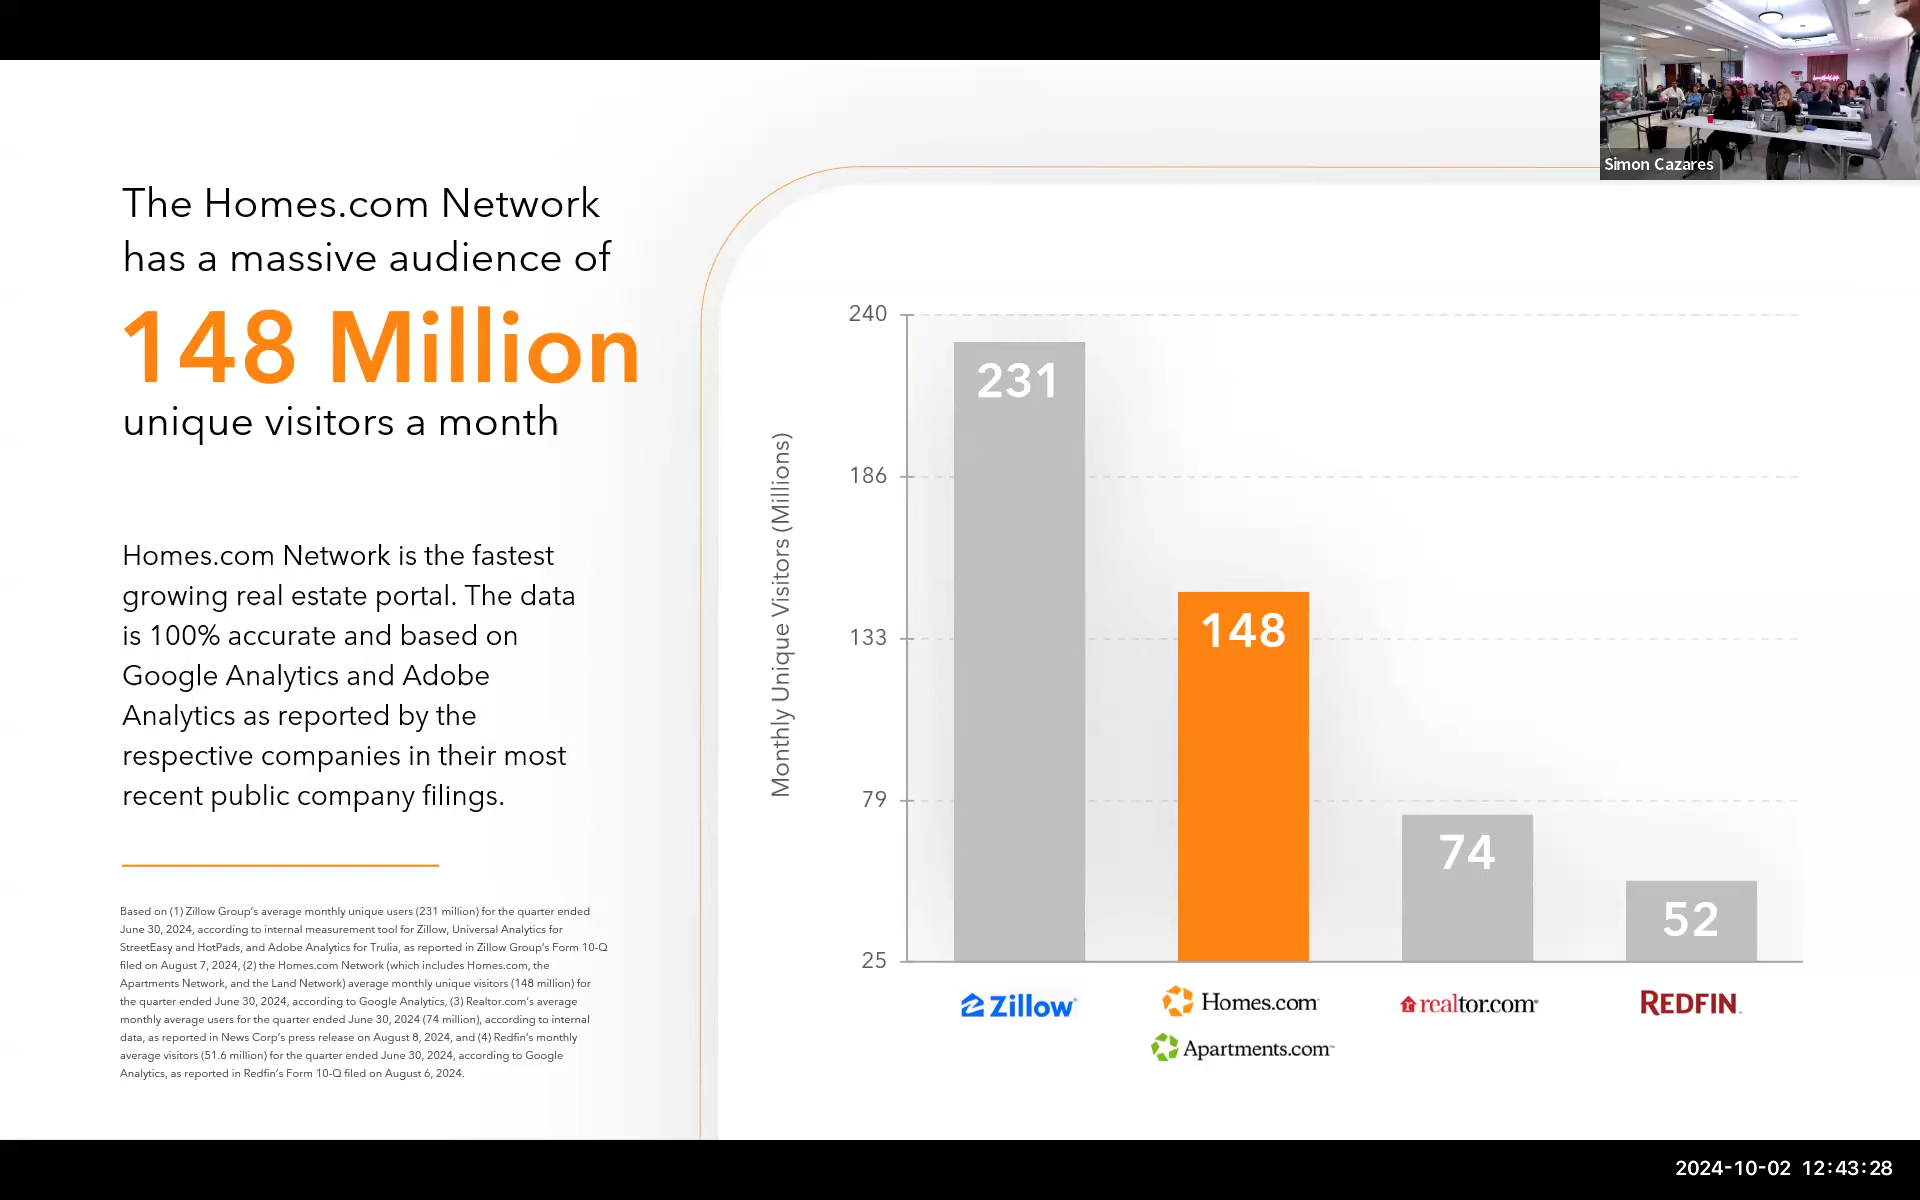 Simon Cazares
The Homes.com Network
has a massive audience of
148 Million
unique visitors a month
Homes.com Network is the fastest
growing real estate portal. The data
is 100% accurate and based on
Google Analytics and Adobe
Analytics as reported by the
respective companies in their most
recent public company filings.
Based on (1) Zillow Group's average monthly unique users (231 million) for the quarter ended
June 30, 2024, according to internal measurement tool for Zillow, Universal Analytics for
StreetEasy and HotPads, and Adobe Analytics for Trulia, as reported in Zillow Group's Form 10-Q
filed on August 7, 2024, (2) the Homes.com Network (which includes Homes.com, the
Apartments Network, and the Land Network) average monthly unique visitors (148 million) for
the quarter ended June 30, 2024, according to Google Analytics, (3) Realtor.com's average
monthly average users for the quarter ended June 30, 2024 (74 million), according to internal
data, as reported in News Corp's press release on August 8, 2024, and (4) Redfin's monthly
average visitors (51.6 million) for the quarter ended June 30, 2024, according to Google
Analytics, as reported in Redfin's Form 10-Q filed on August 6, 2024.
Monthly Unique Visitors (Millions)
240
186
133
79
25
231
148
74
52
Zillow
Homes.com
Apartments.com
realtor.com
REDFIN
2024-10-02 12:43:28